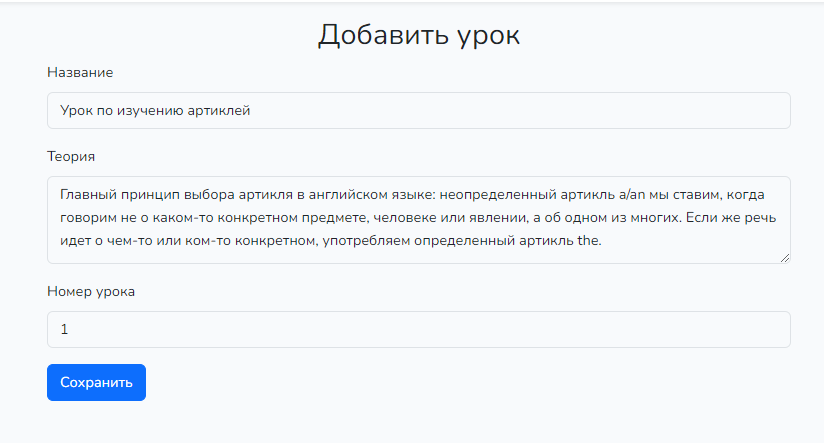 Добавить урок
Название
Урок по изучению артиклей
Теория
Главный принцип выбора артикля в английском языке: неопределенный артикль a/an мы ставим, когда
говорим не о каком-то конкретном предмете, человеке или явлении, а об одном из многих. Если же речь
идет о чем-то или ком-то конкретном, употребляем определенный артикль the.
Номер урока
1
Сохранить